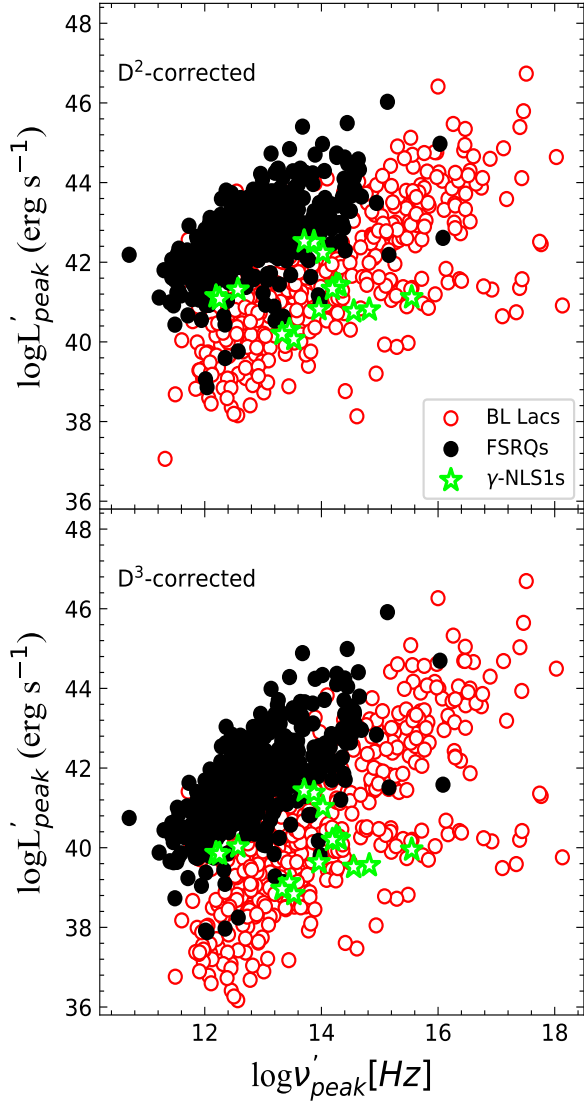 48
46
44
42
40
38
36
logL′peak (erg s−1)
D2-corrected
BL Lacs
FSRQs
γ-NLS1s
48
46
44
42
40
38
36
logL′peak (erg s−1)
D3-corrected
12 14 16 18
logν′peak[Hz]